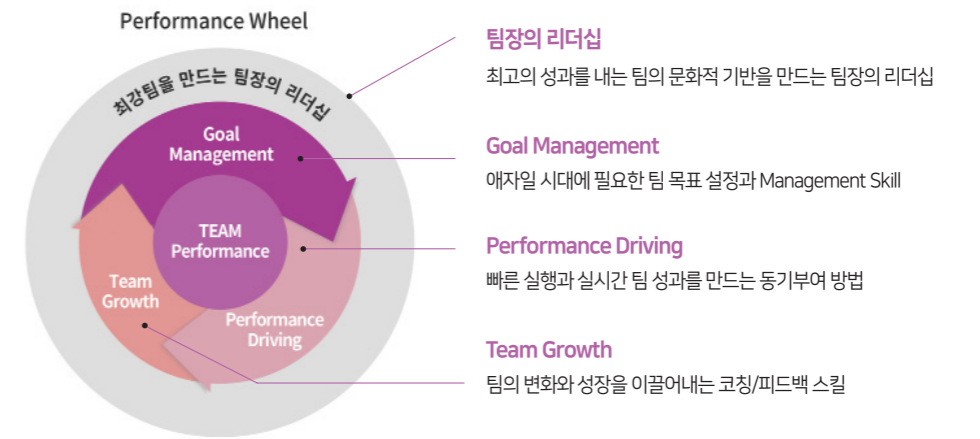 Performance Wheel
최강팀을 만드는 팀장의 리더십
Goal
Management
TEAM
Performance
Team
Growth
Performance
Driving
팀장의 리더십
최고의 성과를 내는 팀의 문화적 기반을 만드는 팀장의 리더십
Goal Management
애자일 시대에 필요한 팀 목표 설정과 Management Skill
Performance Driving
빠른 실행과 실시간 팀 성과를 만드는 동기부여 방법
Team Growth
팀의 변화와 성장을 이끌어내는 코칭/피드백 스킬